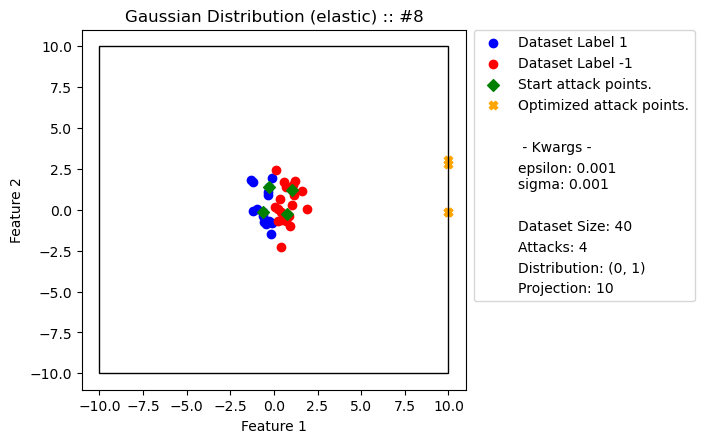 Gaussian Distribution (elastic) :: #8
10.0
7.5
5.0
2.5
0.0
−2.5
−5.0
−7.5
−10.0
Feature 2
−10.0 −7.5 −5.0 −2.5 0.0 2.5 5.0 7.5 10.0
Feature 1
Dataset Label 1
Dataset Label -1
Start attack points.
Optimized attack points.
- Kwargs -
epsilon: 0.001
sigma: 0.001
Dataset Size: 40
Attacks: 4
Distribution: (0, 1)
Projection: 10